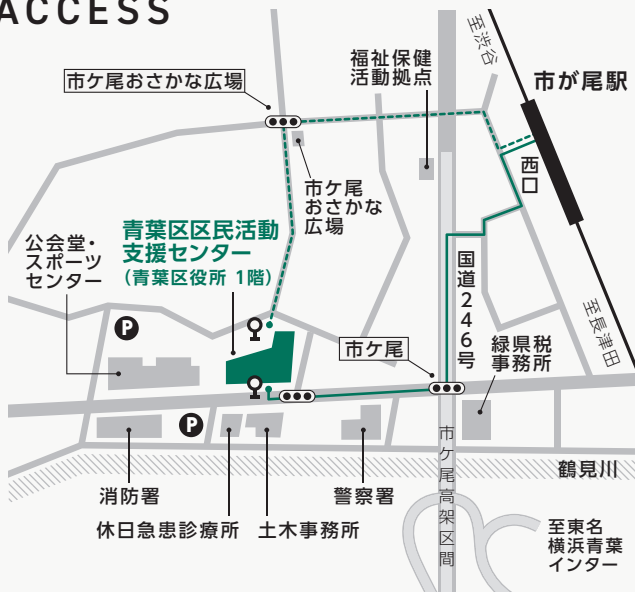 ACCESS
至渋谷
福祉保健
活動拠点
市が尾駅
市ケ尾おさかな広場
西口
市ケ尾
おさかな
広場
青葉区区民活動
支援センター
(青葉区役所 1階)
公会堂・
スポーツ
センター
国道246号
至長津田
P
市ケ尾
緑県税
事務所
P
市ケ尾高架区間
鶴見川
消防署
警察署
休日急患診療所
土木事務所
至東名
横浜青葉
インター